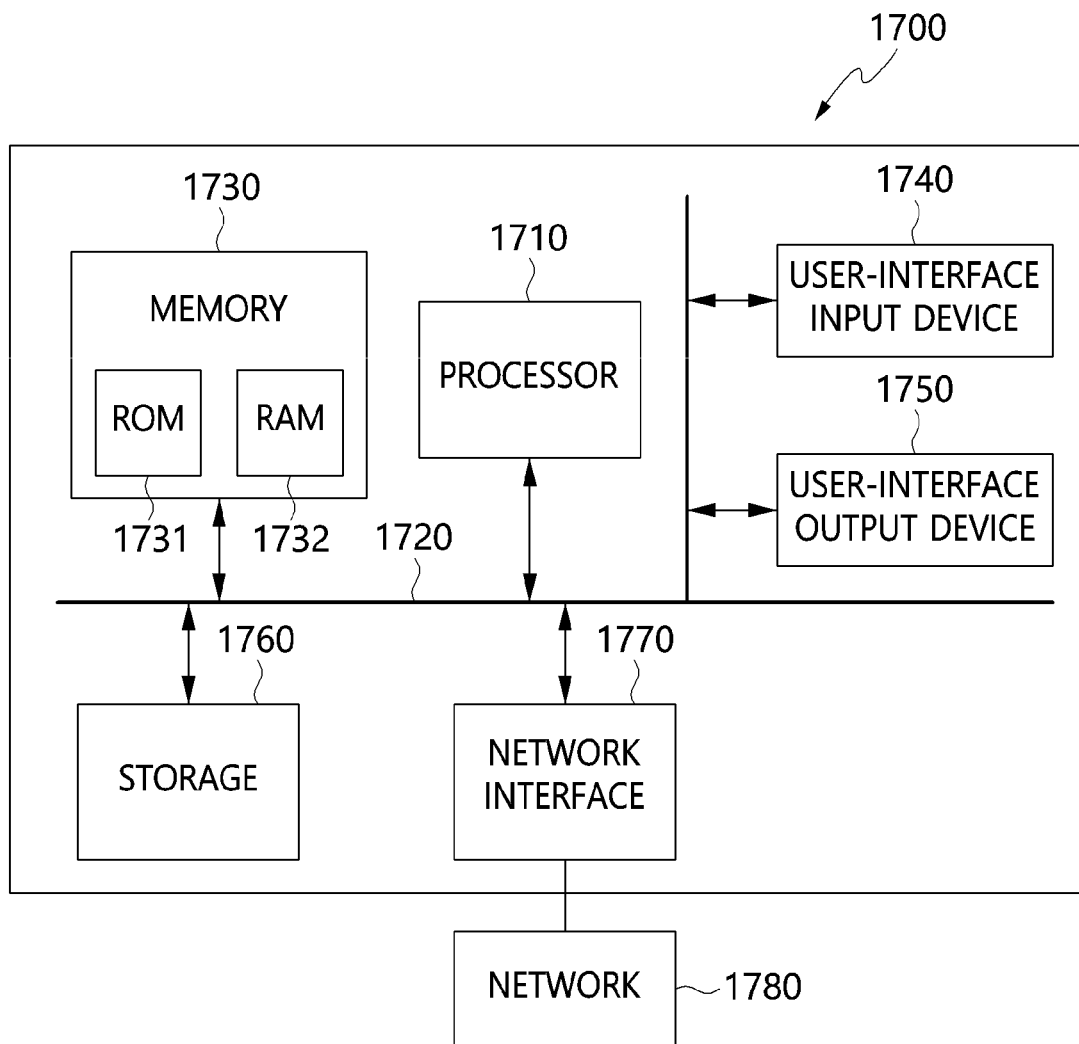 1700
1730
1710
1740
MEMORY
ROM
RAM
1731
1732
PROCESSOR
USER-INTERFACE
INPUT DEVICE
1750
USER-INTERFACE
OUTPUT DEVICE
1720
1760
1770
STORAGE
NETWORK
INTERFACE
NETWORK
1780